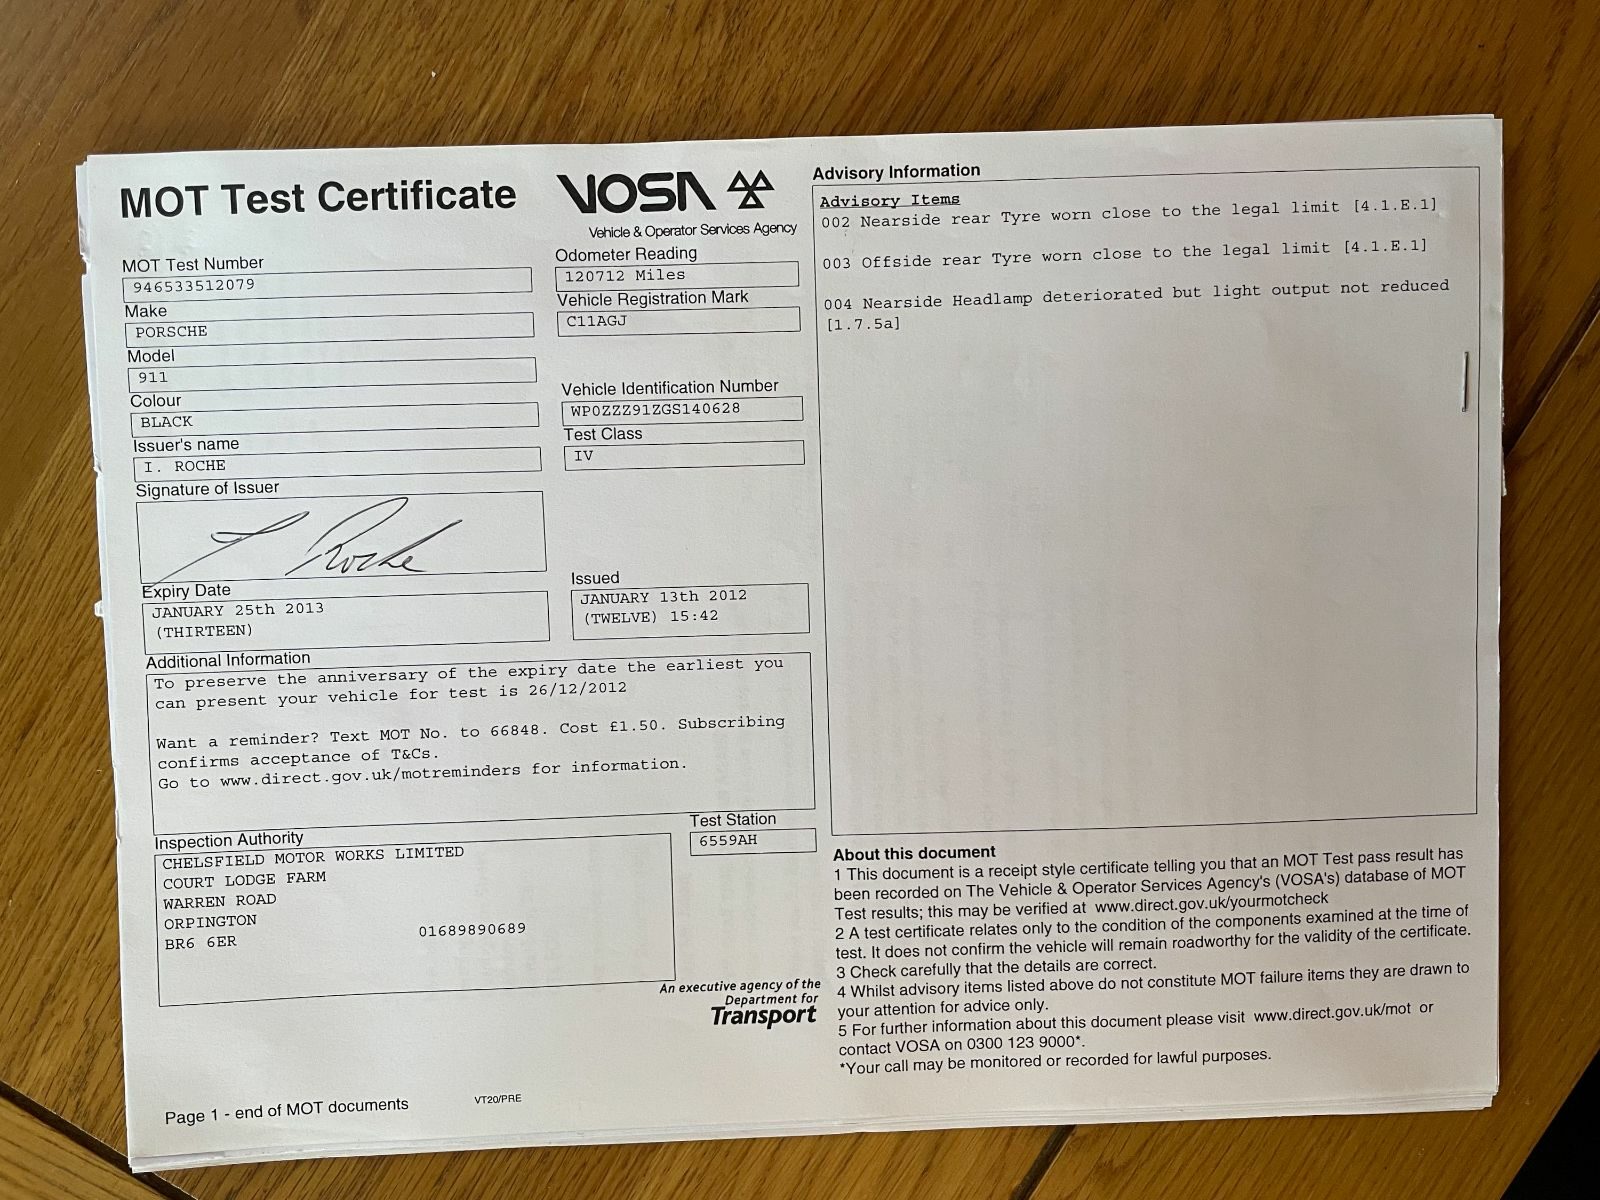 MOT Test Certificate
VOSA
Vehicle & Operator Services Agency
MOT Test Number
946533512079
Make
PORSCHE
Model
911
Colour
BLACK
Issuer's name
I. ROCHE
Signature of Issuer
I Roche
Odometer Reading
120712 Miles
Vehicle Registration Mark
C11AGJ
Vehicle Identification Number
WP0ZZZ91ZGS140628
Test Class
IV
Expiry Date
JANUARY 25th 2013
(THIRTEEN)
Issued
JANUARY 13th 2012
(TWELVE) 15:42
Additional Information
To preserve the anniversary of the expiry date the earliest you
can present your vehicle for test is 26/12/2012
Want a reminder? Text MOT No. to 66848. Cost £1.50. Subscribing
confirms acceptance of T&Cs.
Go to www.direct.gov.uk/motreminders for information.
Inspection Authority
CHELSFIELD MOTOR WORKS LIMITED
COURT LODGE FARM
WARREN ROAD
ORPINGTON
BR6 6ER 01689890689
Test Station
6559AH
An executive agency of the
Department for
Transport
Page 1 - end of MOT documents
VT20/PRE
Advisory Information
Advisory Items
002 Nearside rear Tyre worn close to the legal limit [4.1.E.1]
003 Offside rear Tyre worn close to the legal limit [4.1.E.1]
004 Nearside Headlamp deteriorated but light output not reduced
[1.7.5a]
About this document
1 This document is a receipt style certificate telling you that an MOT Test pass result has
been recorded on The Vehicle & Operator Services Agency's (VOSA's) database of MOT
Test results; this may be verified at www.direct.gov.uk/yourmotcheck
2 A test certificate relates only to the condition of the components examined at the time of
test. It does not confirm the vehicle will remain roadworthy for the validity of the certificate.
3 Check carefully that the details are correct.
4 Whilst advisory items listed above do not constitute MOT failure items they are drawn to
your attention for advice only.
5 For further information about this document please visit www.direct.gov.uk/mot or
contact VOSA on 0300 123 9000*.
*Your call may be monitored or recorded for lawful purposes.